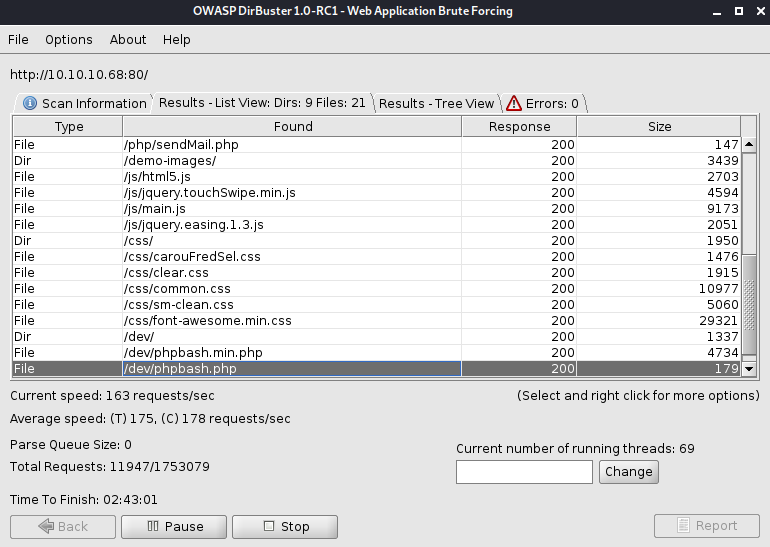 OWASP DirBuster 1.0-RC1 - Web Application Brute Forcing
File Options About Help
http://10.10.10.68:80/
Scan Information Results - List View: Dirs: 9 Files: 21 Results - Tree View Errors: 0
Type Found Response Size
File /php/sendMail.php 200 147
Dir /demo-images/ 200 3439
File /js/html5.js 200 2703
File /js/jquery.touchSwipe.min.js 200 4594
File /js/main.js 200 9173
File /js/jquery.easing.1.3.js 200 2051
Dir /css/ 200 1950
File /css/carouFredSel.css 200 1476
File /css/clear.css 200 1915
File /css/common.css 200 10977
File /css/sm-clean.css 200 5060
File /css/font-awesome.min.css 200 29321
Dir /dev/ 200 1337
File /dev/phpbash.min.php 200 4734
File /dev/phpbash.php 200 179
Current speed: 163 requests/sec (Select and right click for more options)
Average speed: (T) 175, (C) 178 requests/sec
Parse Queue Size: 0
Current number of running threads: 69
Total Requests: 11947/1753079
Change
Time To Finish: 02:43:01
Back Pause Stop Report